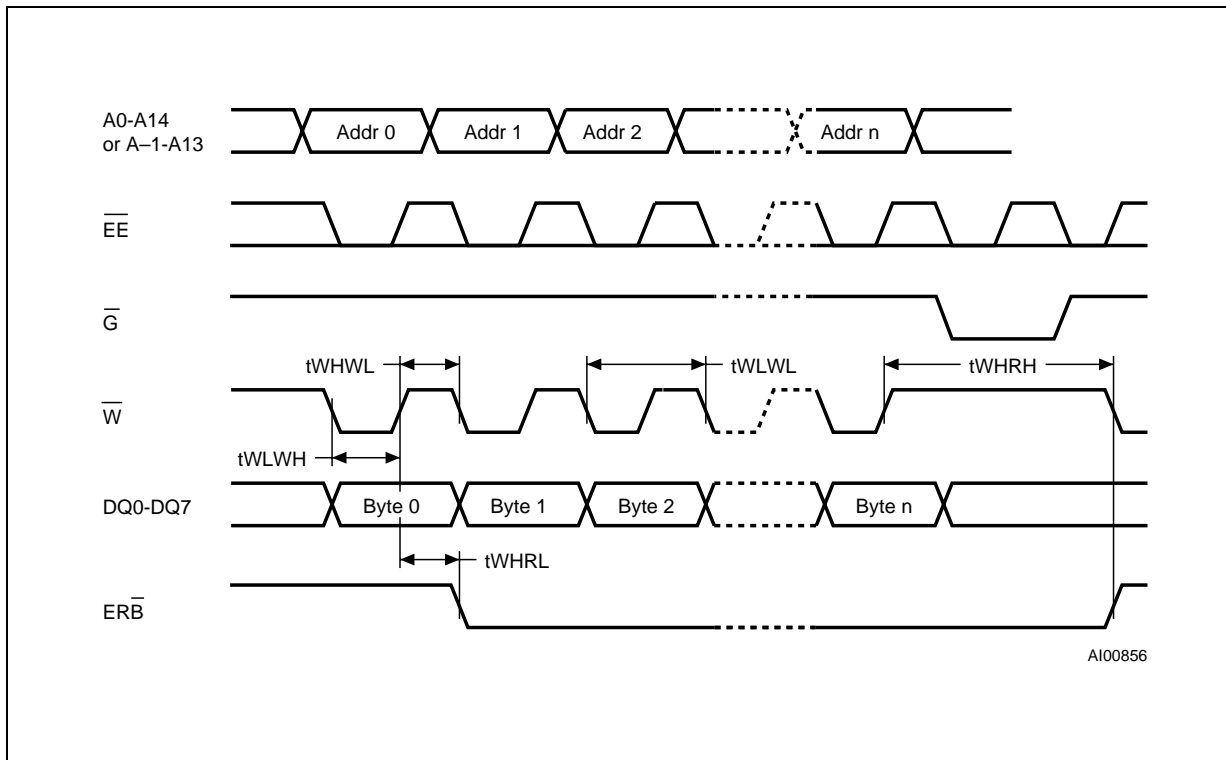 A0-A14
or A–1-A13
Addr 0
Addr 1
Addr 2
Addr n
E̅E̅
G̅
tWHWL
tWLWL
tWHRH
W̅
tWLWH
DQ0-DQ7
Byte 0
Byte 1
Byte 2
Byte n
tWHRL
ERB̅
AI00856